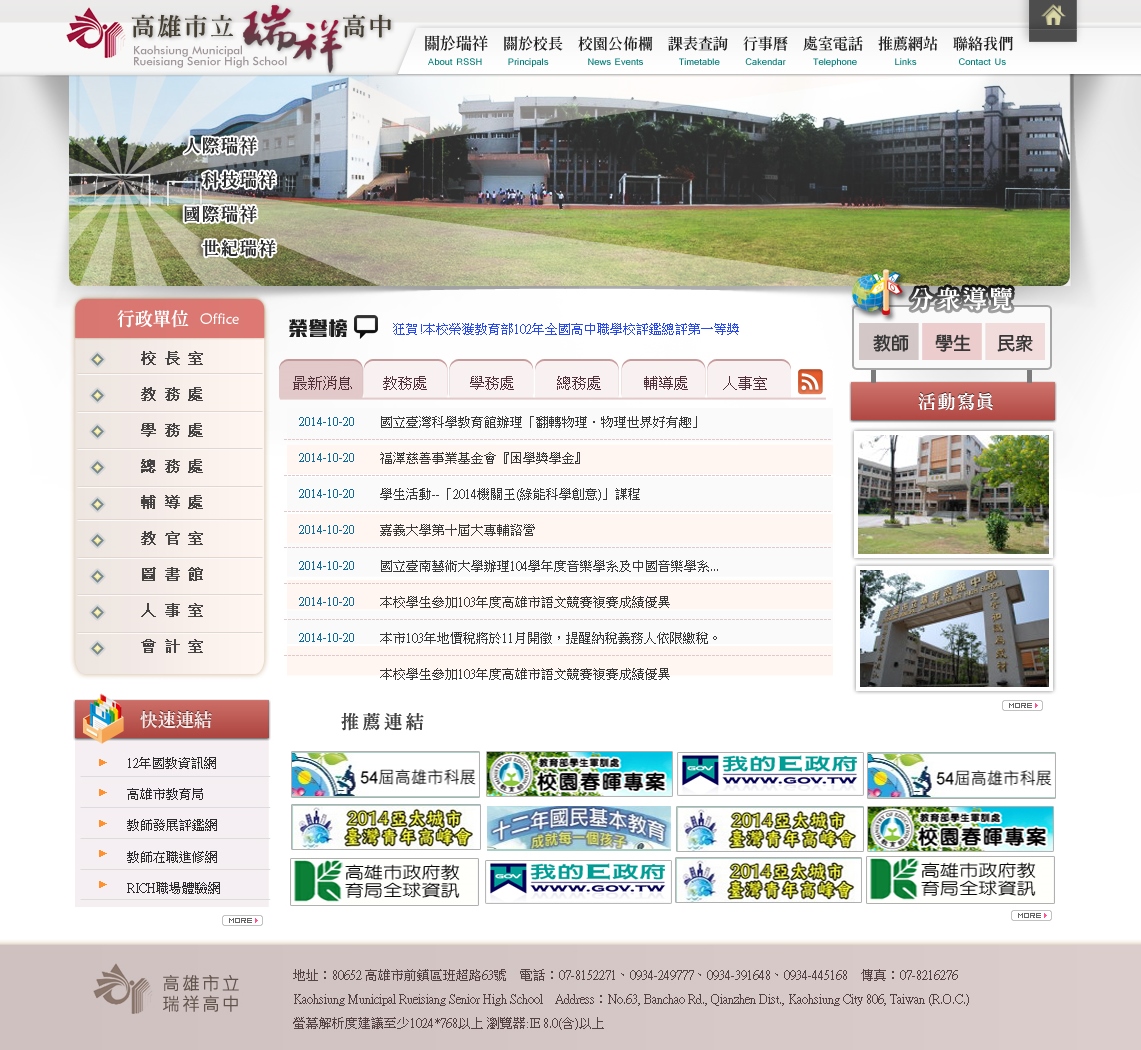 高雄市立瑞祥高中
Kaohsiung Municipal
Rueisiang Senior High School
關於瑞祥 關於校長 校園公佈欄 課表查詢 行事曆 處室電話 推薦網站 聯絡我們
About RSSH Principals News Events Timetable Cakendar Telephone Links Contact Us
人際瑞祥
科技瑞祥
國際瑞祥
世紀瑞祥
行政單位 Office
校長室
教務處
學務處
總務處
輔導處
教官室
圖書館
人事室
會計室
榮譽榜 狂賀!本校榮獲教育部102年全國高中職學校評鑑總評第一等獎
最新消息 教務處 學務處 總務處 輔導處 人事室
2014-10-20 國立臺灣科學教育館辦理「翻轉物理‧物理世界好有趣」
2014-10-20 福澤慈善事業基金會『困學獎學金』
2014-10-20 學生活動--「2014機關王(綠能科學創意)」課程
2014-10-20 嘉義大學第十屆大專輔諮營
2014-10-20 國立臺南藝術大學辦理104學年度音樂學系及中國音樂學系...
2014-10-20 本校學生參加103年度高雄市語文競賽複賽成績優異
2014-10-20 本市103年地價稅將於11月開徵，提醒納稅義務人依限繳稅。
本校學生參加103年度高雄市語文競賽複賽成績優異
分眾導覽
教師 學生 民眾
活動寫真
MORE
快速連結
12年國教資訊網
高雄市教育局
教師發展評鑑網
教師在職進修網
RICH職場體驗網
MORE
推薦連結
54屆高雄市科展
教育部學生軍訓處
校園春暉專案
GOV 我的E政府
WWW.GOV.TW
54屆高雄市科展
2014亞太城市
臺灣青年高峰會
十二年國民基本教育
成就每一個孩子
2014亞太城市
臺灣青年高峰會
教育部學生軍訓處
校園春暉專案
高雄市政府教
育局全球資訊
GOV 我的E政府
WWW.GOV.TW
2014亞太城市
臺灣青年高峰會
高雄市政府教
育局全球資訊
MORE
高雄市立
瑞祥高中
地址：80652 高雄市前鎮區班超路63號 電話：07-8152271、0934-249777、0934-391648、0934-445168 傳真：07-8216276
Kaohsiung Municipal Rueisiang Senior High School Address：No.63, Banchao Rd., Qianzhen Dist., Kaohsiung City 806, Taiwan (R.O.C.)
螢幕解析度建議至少1024*768以上 瀏覽器:IE 8.0(含)以上